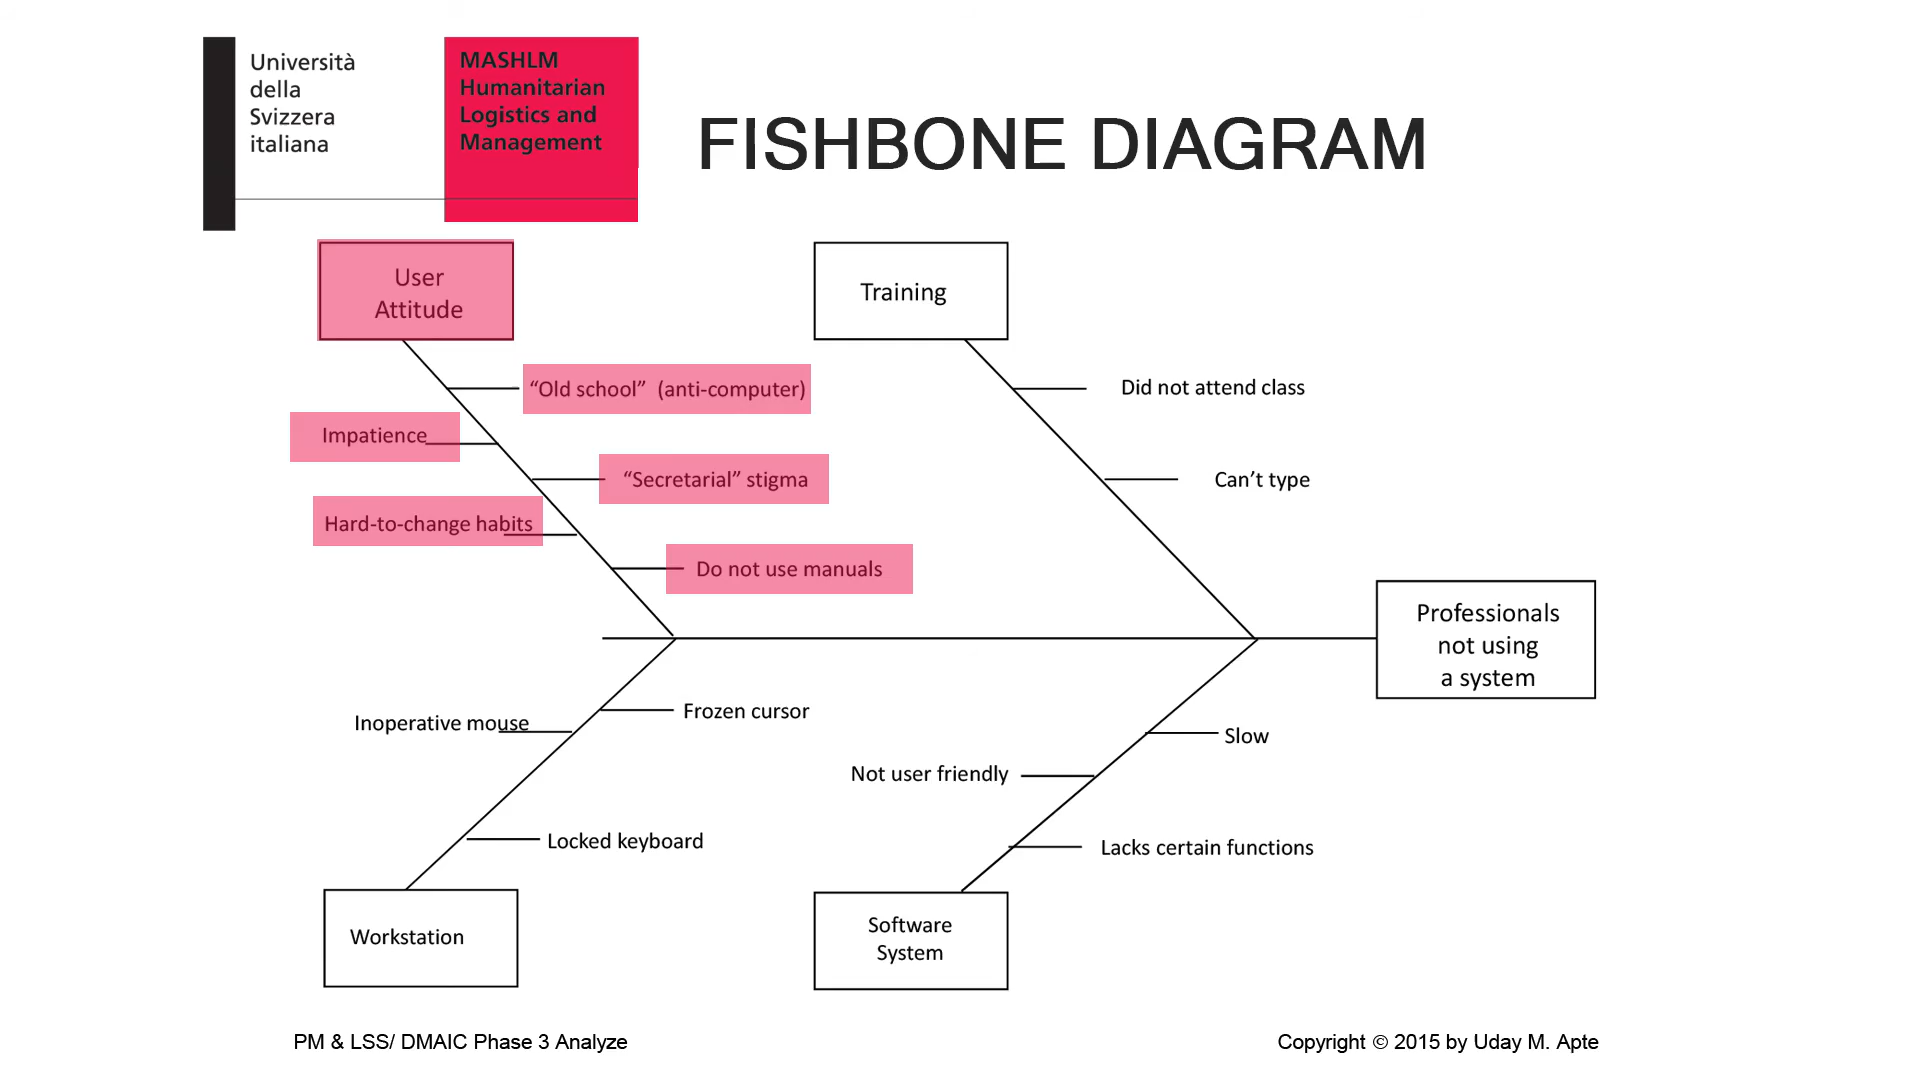 Università
della
Svizzera
italiana
MASHLM
Humanitarian
Logistics and
Management
FISHBONE DIAGRAM
User
Attitude
Training
“Old school”  (anti-computer)
Did not attend class
Impatience
“Secretarial” stigma
Can’t type
Hard-to-change habits
Do not use manuals
Professionals
not using
a system
Inoperative mouse
Frozen cursor
Slow
Not user friendly
Locked keyboard
Lacks certain functions
Workstation
Software
System
PM & LSS/ DMAIC Phase 3 Analyze
Copyright © 2015 by Uday M. Apte